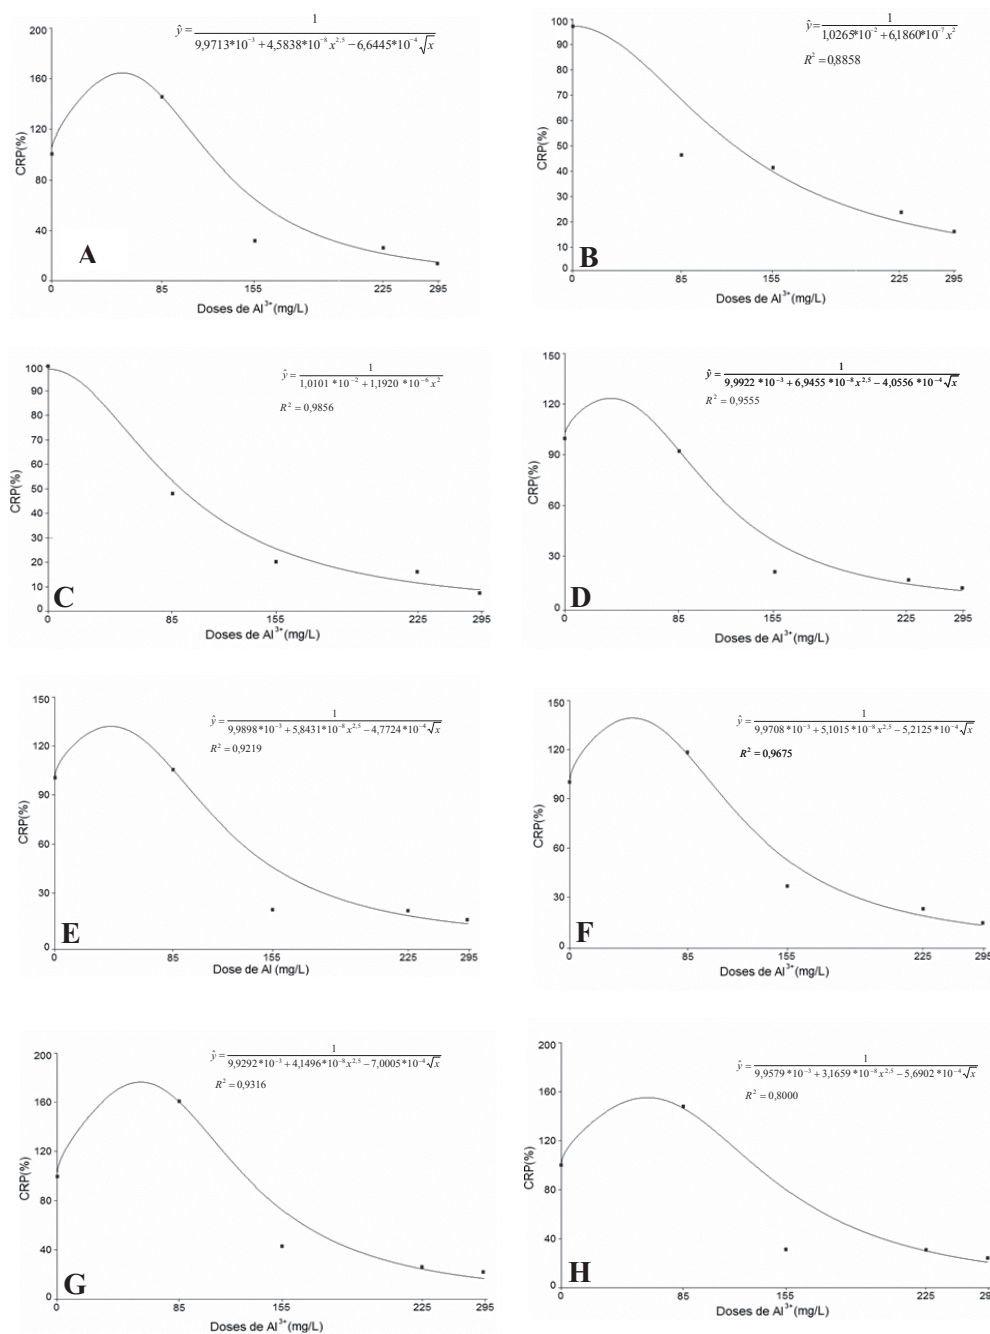 ŷ = 1 / (9,9713*10⁻³ + 4,5838*10⁻⁸ x²·⁵ − 6,6445*10⁻⁴ √x)
200
160
120
80
40
0
CRP(%)
A
0 85 155 225 295
Doses de Al³⁺(mg/L)
ŷ = 1 / (1,0265*10⁻² + 6,1860*10⁻⁷ x²)
R² = 0,8858
100
90
80
70
60
50
40
30
20
10
0
CRP(%)
B
0 85 155 225 295
Doses de Al³⁺(mg/L)
ŷ = 1 / (1,0101 *10⁻² + 1,1920 *10⁻⁶ x²)
R² = 0,9856
100
90
80
70
60
50
40
30
20
10
0
CRP(%)
C
0 85 155 225 295
Doses de Al³⁺(mg/L)
ŷ = 1 / (9,9922 *10⁻³ + 6,9455 *10⁻⁸ x²,⁵ − 4,0556 *10⁻⁴ √x)
R² = 0,9555
150
120
90
60
30
0
CRP(%)
D
0 85 155 225 295
Doses de Al³⁺(mg/L)
ŷ = 1 / (9,9898 *10⁻³ + 5,8431*10⁻⁸ x²,⁵ − 4,7724*10⁻⁴ √x)
R² = 0,9219
150
120
90
60
30
0
CRP(%)
E
0 85 155 225 295
Dose de Al (mg/L)
ŷ = 1 / (9,9708 *10⁻³ + 5,1015*10⁻⁸ x²,⁵ − 5,2125*10⁻⁴ √x)
R² = 0,9675
150
120
90
60
30
0
CRP(%)
F
0 85 155 225 295
Doses de Al³⁺(mg/L)
ŷ = 1 / (9,9292 *10⁻³ + 4,1496*10⁻⁸ x²,⁵ − 7,0005*10⁻⁴ √x)
R² = 0,9316
200
160
120
80
40
0
CRP(%)
G
0 85 155 225 295
Doses de Al³⁺(mg/L)
ŷ = 1 / (9,9579 *10⁻³ + 3,1659*10⁻⁸ x²,⁵ − 5,6902 *10⁻⁴ √x)
R² = 0,8000
200
160
120
80
40
0
CRP(%)
H
0 85 155 225 295
Doses de Al³⁺(mg/L)